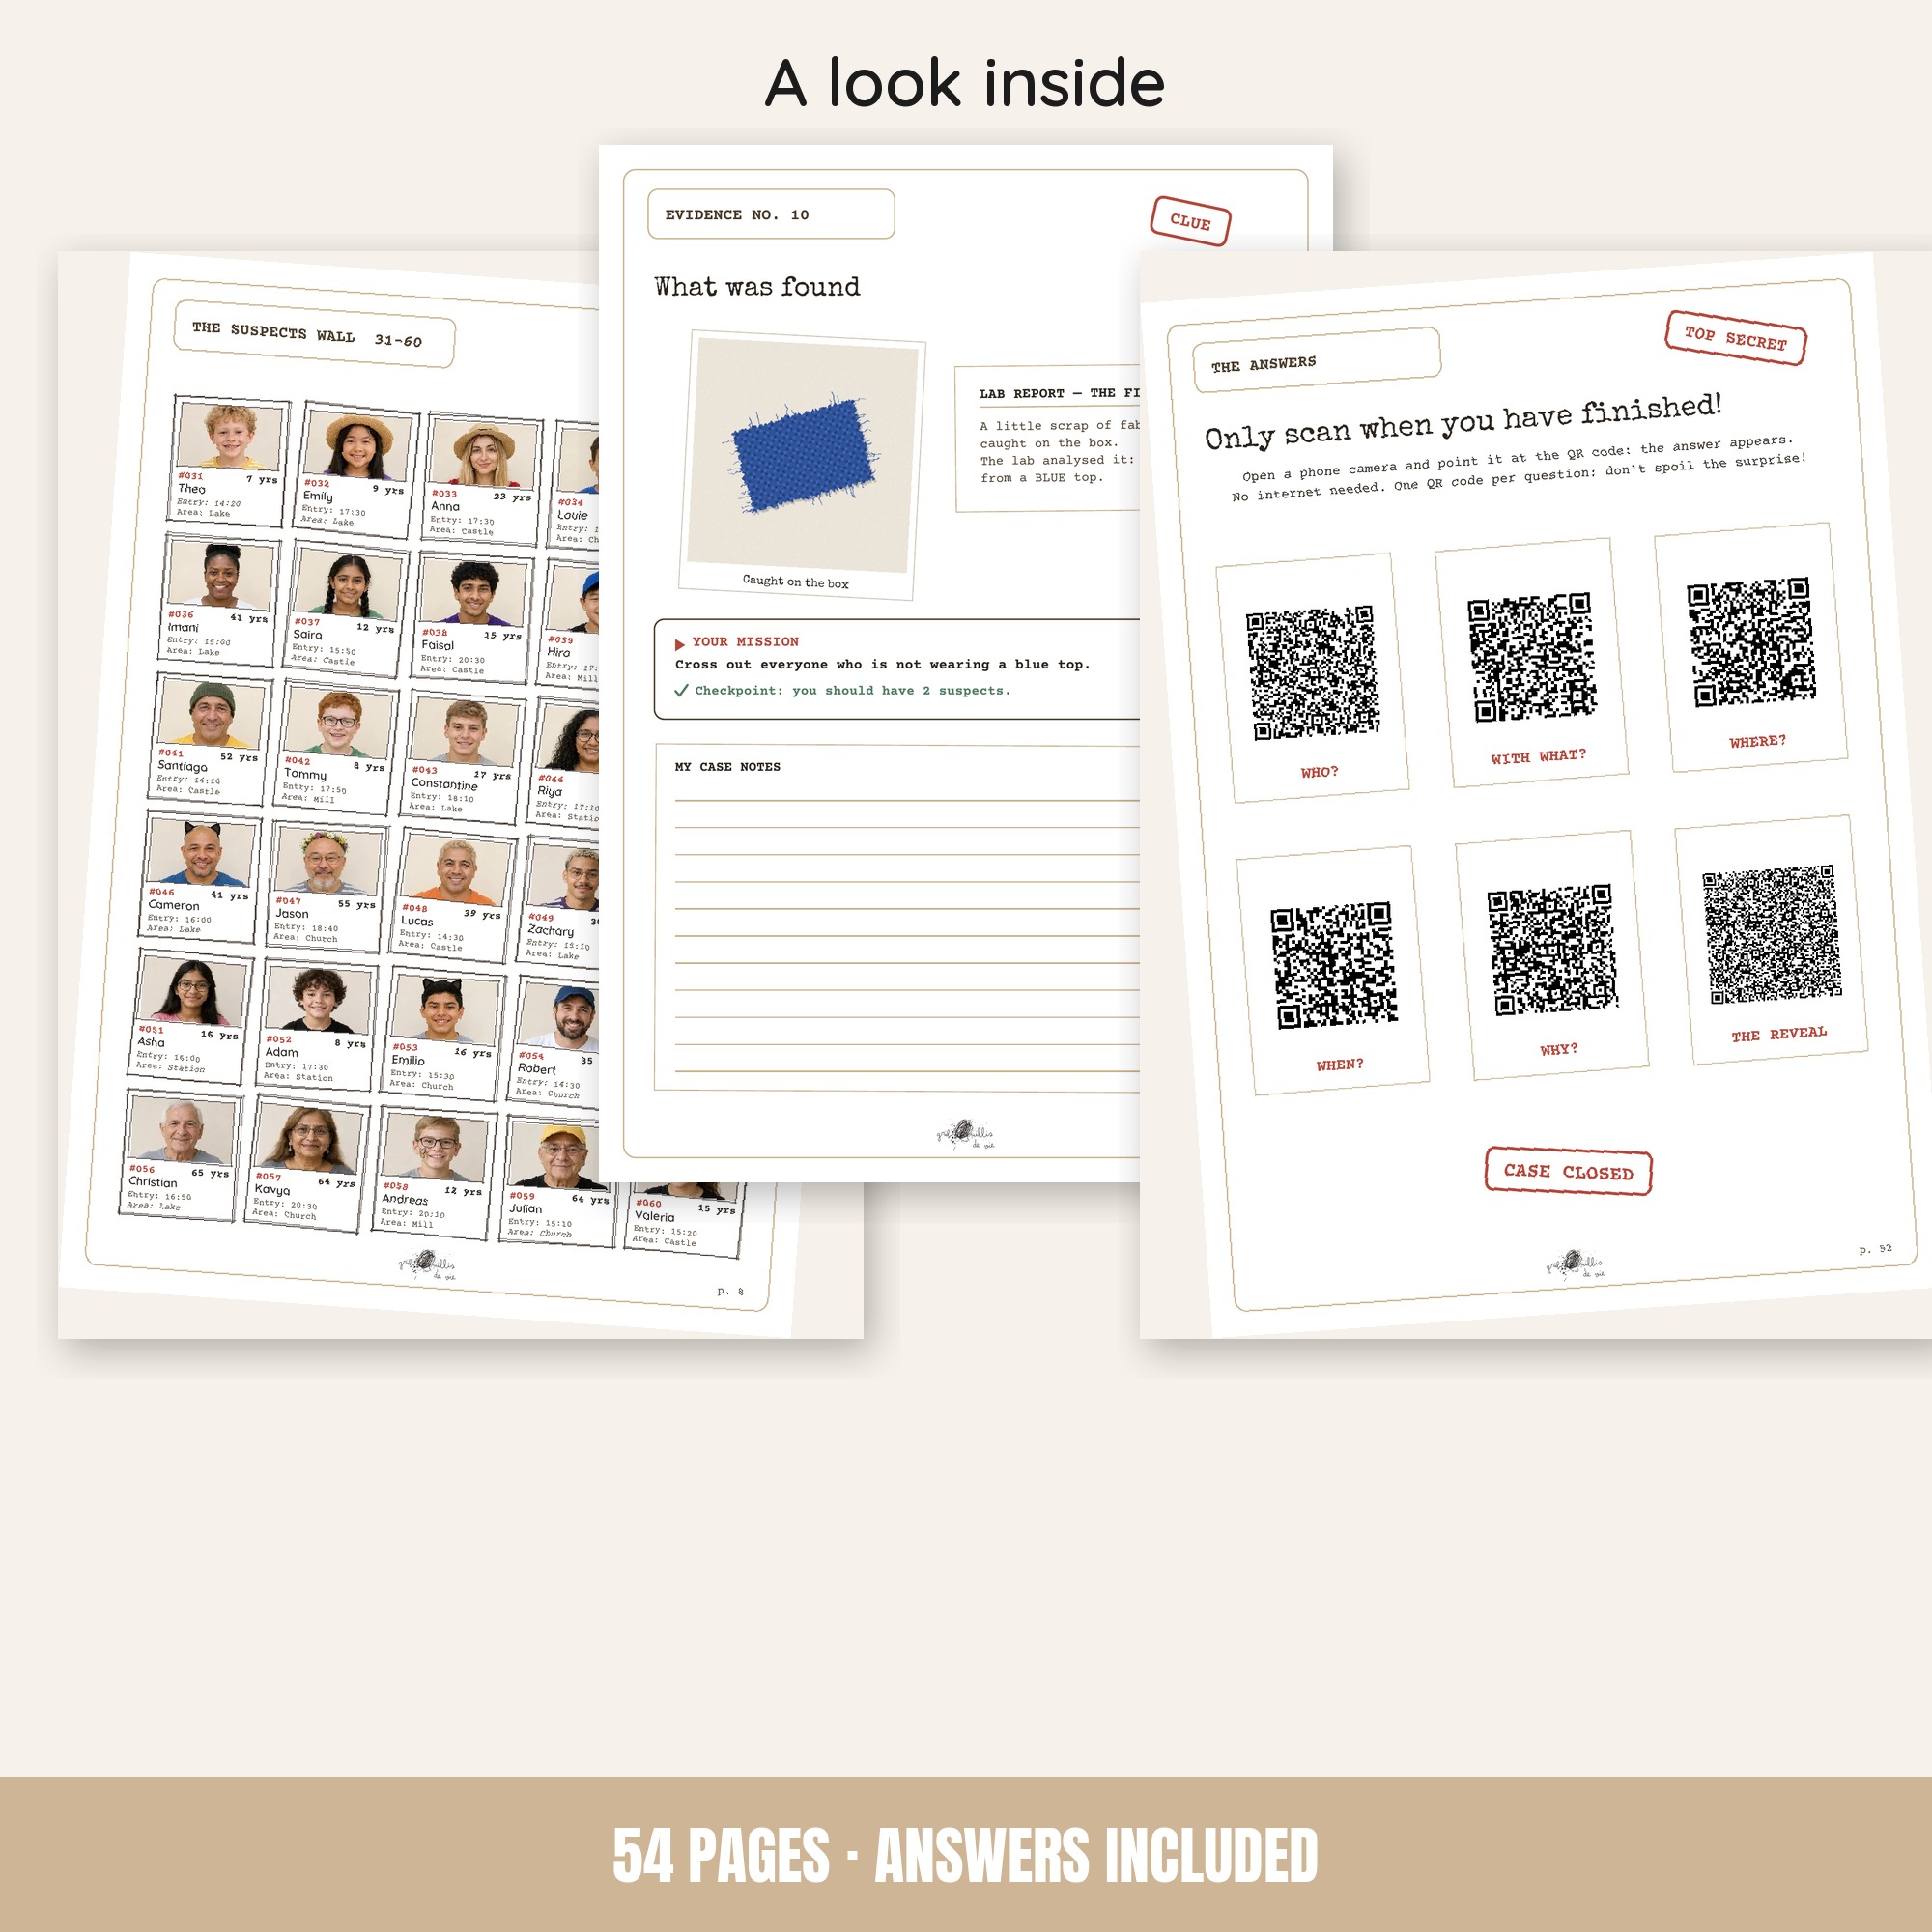 A look inside
THE SUSPECTS WALL 31-60
#031 7 yrs
Theo
Entry: 14:20
Area: Lake
#032 9 yrs
Emily
Entry: 17:30
Area: Lake
#033 23 yrs
Anna
Entry: 17:30
Area: Castle
#034
Louie
#036 41 yrs
Imani
Entry: 15:00
Area: Lake
#037 12 yrs
Saira
Entry: 15:50
Area: Castle
#038 15 yrs
Faisal
Entry: 20:30
Area: Castle
#039
Hiro
Entry: 17:
Area: Mill
#041 52 yrs
Santiago
Entry: 14:10
Area: Castle
#042 8 yrs
Tommy
Entry: 17:50
Area: Mill
#043 17 yrs
Constantine
Entry: 18:10
Area: Lake
#044
Riya
Entry: 17:10
Area: Statio
#046 41 yrs
Cameron
Entry: 16:00
Area: Lake
#047 55 yrs
Jason
Entry: 18:40
Area: Church
#048 39 yrs
Lucas
Entry: 14:30
Area: Castle
#049
Zachary
Entry: 15:10
Area: Lake
#051 16 yrs
Asha
Entry: 16:00
Area: Station
#052 8 yrs
Adam
Entry: 17:30
Area: Station
#053 16 yrs
Emilio
Entry: 15:30
Area: Church
#054 35
Robert
Entry: 14:30
Area: Church
#056 65 yrs
Christian
Entry: 16:50
Area: Lake
#057 64 yrs
Kavya
Entry: 20:30
Area: Church
#058 12 yrs
Andreas
Entry: 20:10
Area: Mill
#059 64 yrs
Julian
Entry: 15:10
Area: Church
#060 15 yrs
Valeria
Entry: 15:20
Area: Castle
p. 8
EVIDENCE NO. 10
CLUE
What was found
Caught on the box
LAB REPORT — THE FI
A little scrap of fab
caught on the box.
The lab analysed it:
from a BLUE top.
YOUR MISSION
Cross out everyone who is not wearing a blue top.
Checkpoint: you should have 2 suspects.
MY CASE NOTES
THE ANSWERS
TOP SECRET
Only scan when you have finished!
Open a phone camera and point it at the QR code: the answer appears.
No internet needed. One QR code per question; don't spoil the surprise!
WHO?
WITH WHAT?
WHERE?
WHEN?
WHY?
THE REVEAL
CASE CLOSED
p. 52
54 PAGES · ANSWERS INCLUDED